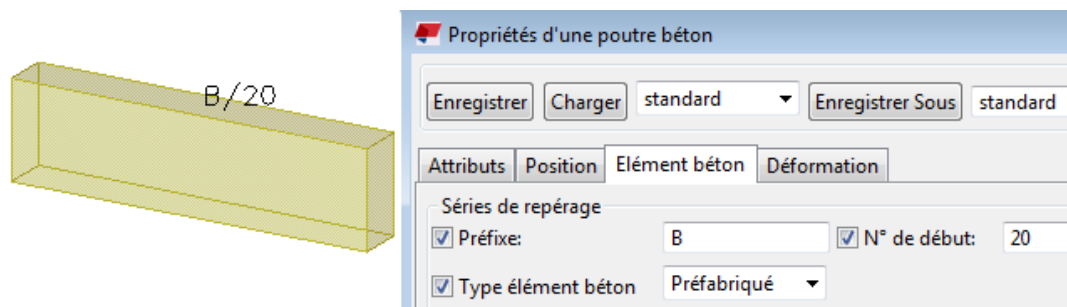 B/20
Propriétés d'une poutre béton
Enregistrer Charger standard Enregistrer Sous standard
Attributs Position Elément béton Déformation
Séries de repérage
Préfixe: B N° de début: 20
Type élément béton Préfabriqué